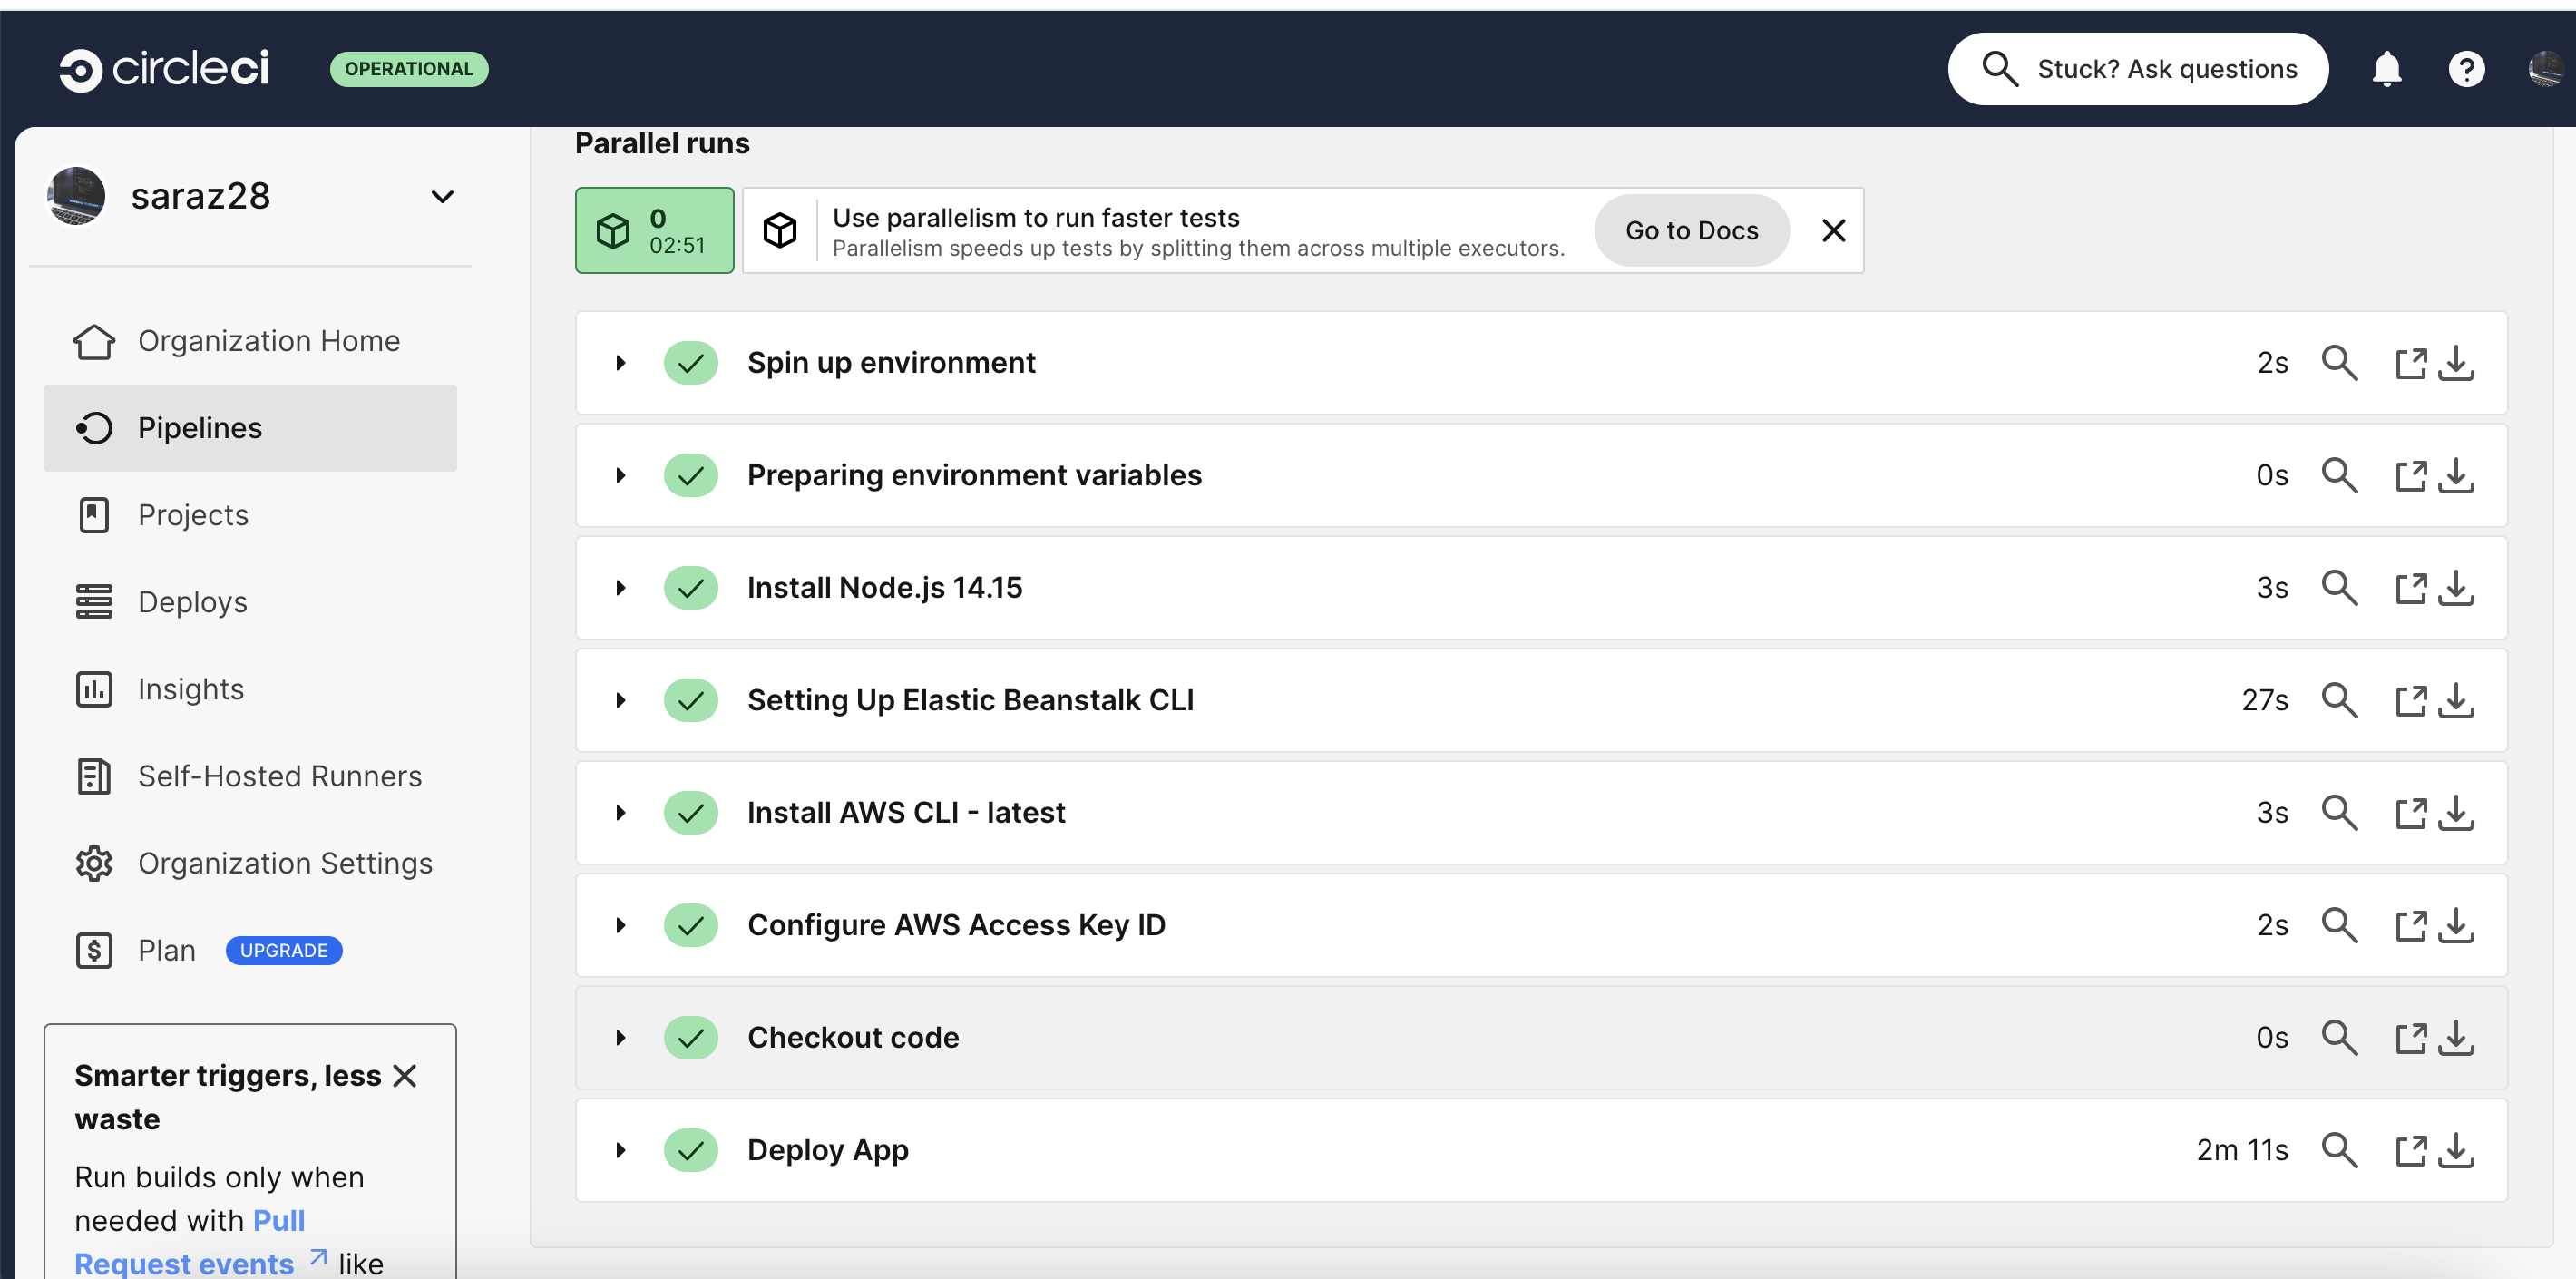 circleci
OPERATIONAL
Stuck? Ask questions
saraz28
Organization Home
Pipelines
Projects
Deploys
Insights
Self-Hosted Runners
Organization Settings
Plan UPGRADE
Smarter triggers, less
waste
Run builds only when
needed with Pull
Request events like
Parallel runs
0
02:51
Use parallelism to run faster tests
Parallelism speeds up tests by splitting them across multiple executors.
Go to Docs
Spin up environment 2s
Preparing environment variables 0s
Install Node.js 14.15 3s
Setting Up Elastic Beanstalk CLI 27s
Install AWS CLI - latest 3s
Configure AWS Access Key ID 2s
Checkout code 0s
Deploy App 2m 11s